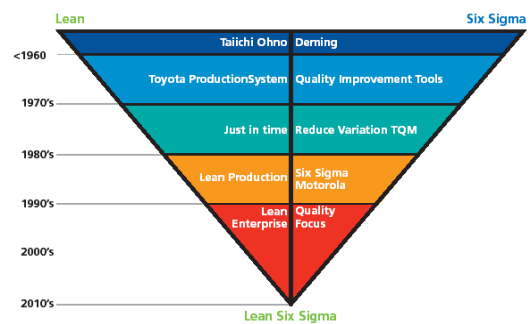 Lean
Six Sigma
Taiichi Ohno
Deming
<1960
Toyota ProductionSystem
Quality Improvement Tools
1970's
Just in time
Reduce Variation TQM
1980's
Lean Production
Six Sigma
Motorola
1990's
Lean
Enterprise
Quality
Focus
2000's
2010's
Lean Six Sigma